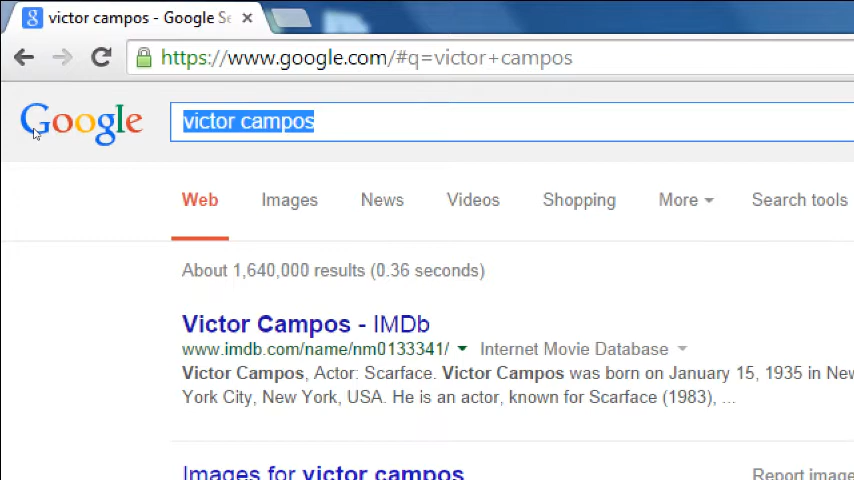 victor campos - Google Se
https://www.google.com/#q=victor+campos
Google
victor campos
Web Images News Videos Shopping More Search tools
About 1,640,000 results (0.36 seconds)
Victor Campos - IMDb
www.imdb.com/name/nm0133341/ Internet Movie Database
Victor Campos, Actor: Scarface. Victor Campos was born on January 15, 1935 in New
York City, New York, USA. He is an actor, known for Scarface (1983), ...
Images for victor campos Report image